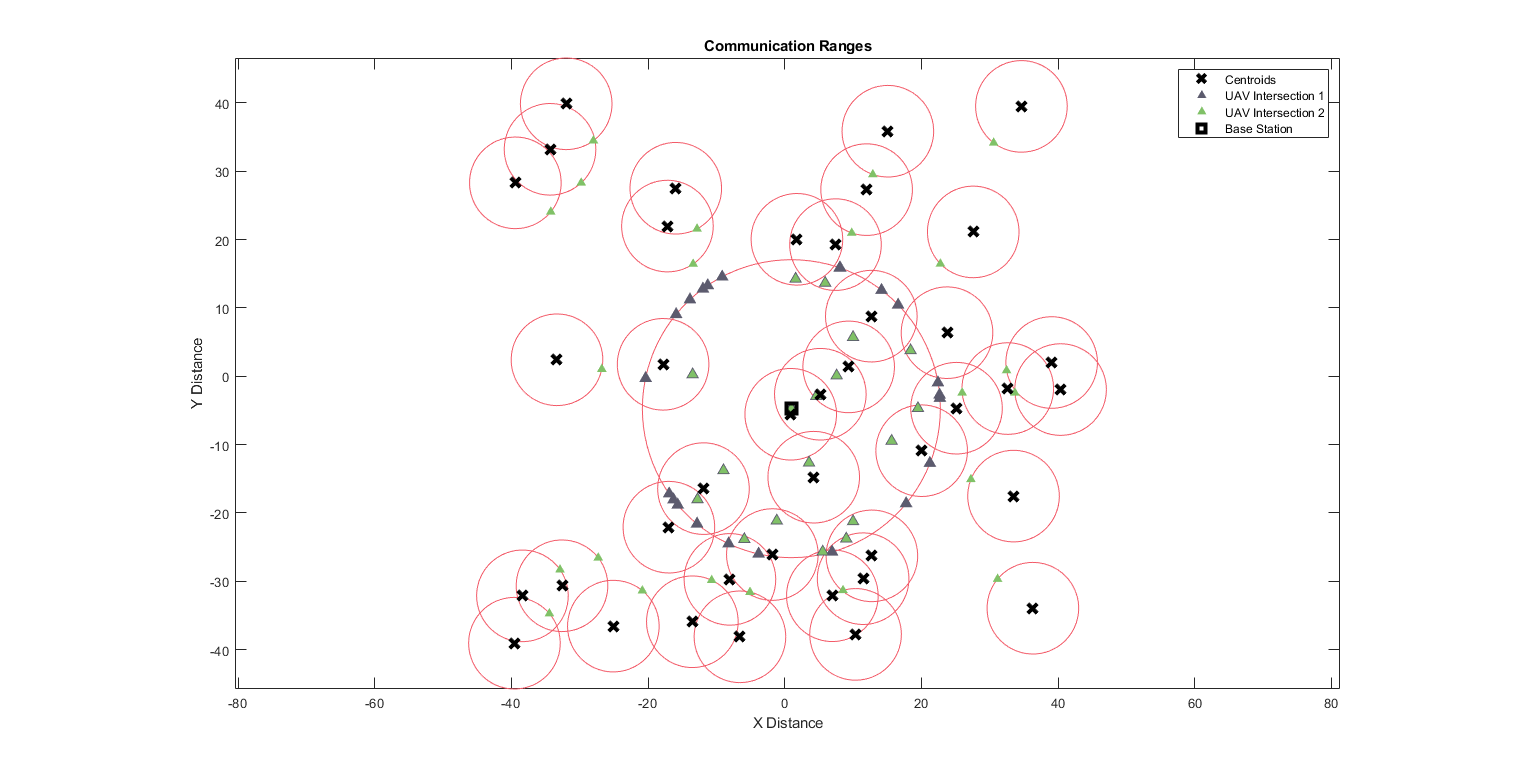 Communication Ranges
Centroids
UAV Intersection 1
UAV Intersection 2
Base Station
40
30
20
10
0
-10
-20
-30
-40
Y Distance
-80 -60 -40 -20 0 20 40 60 80
X Distance